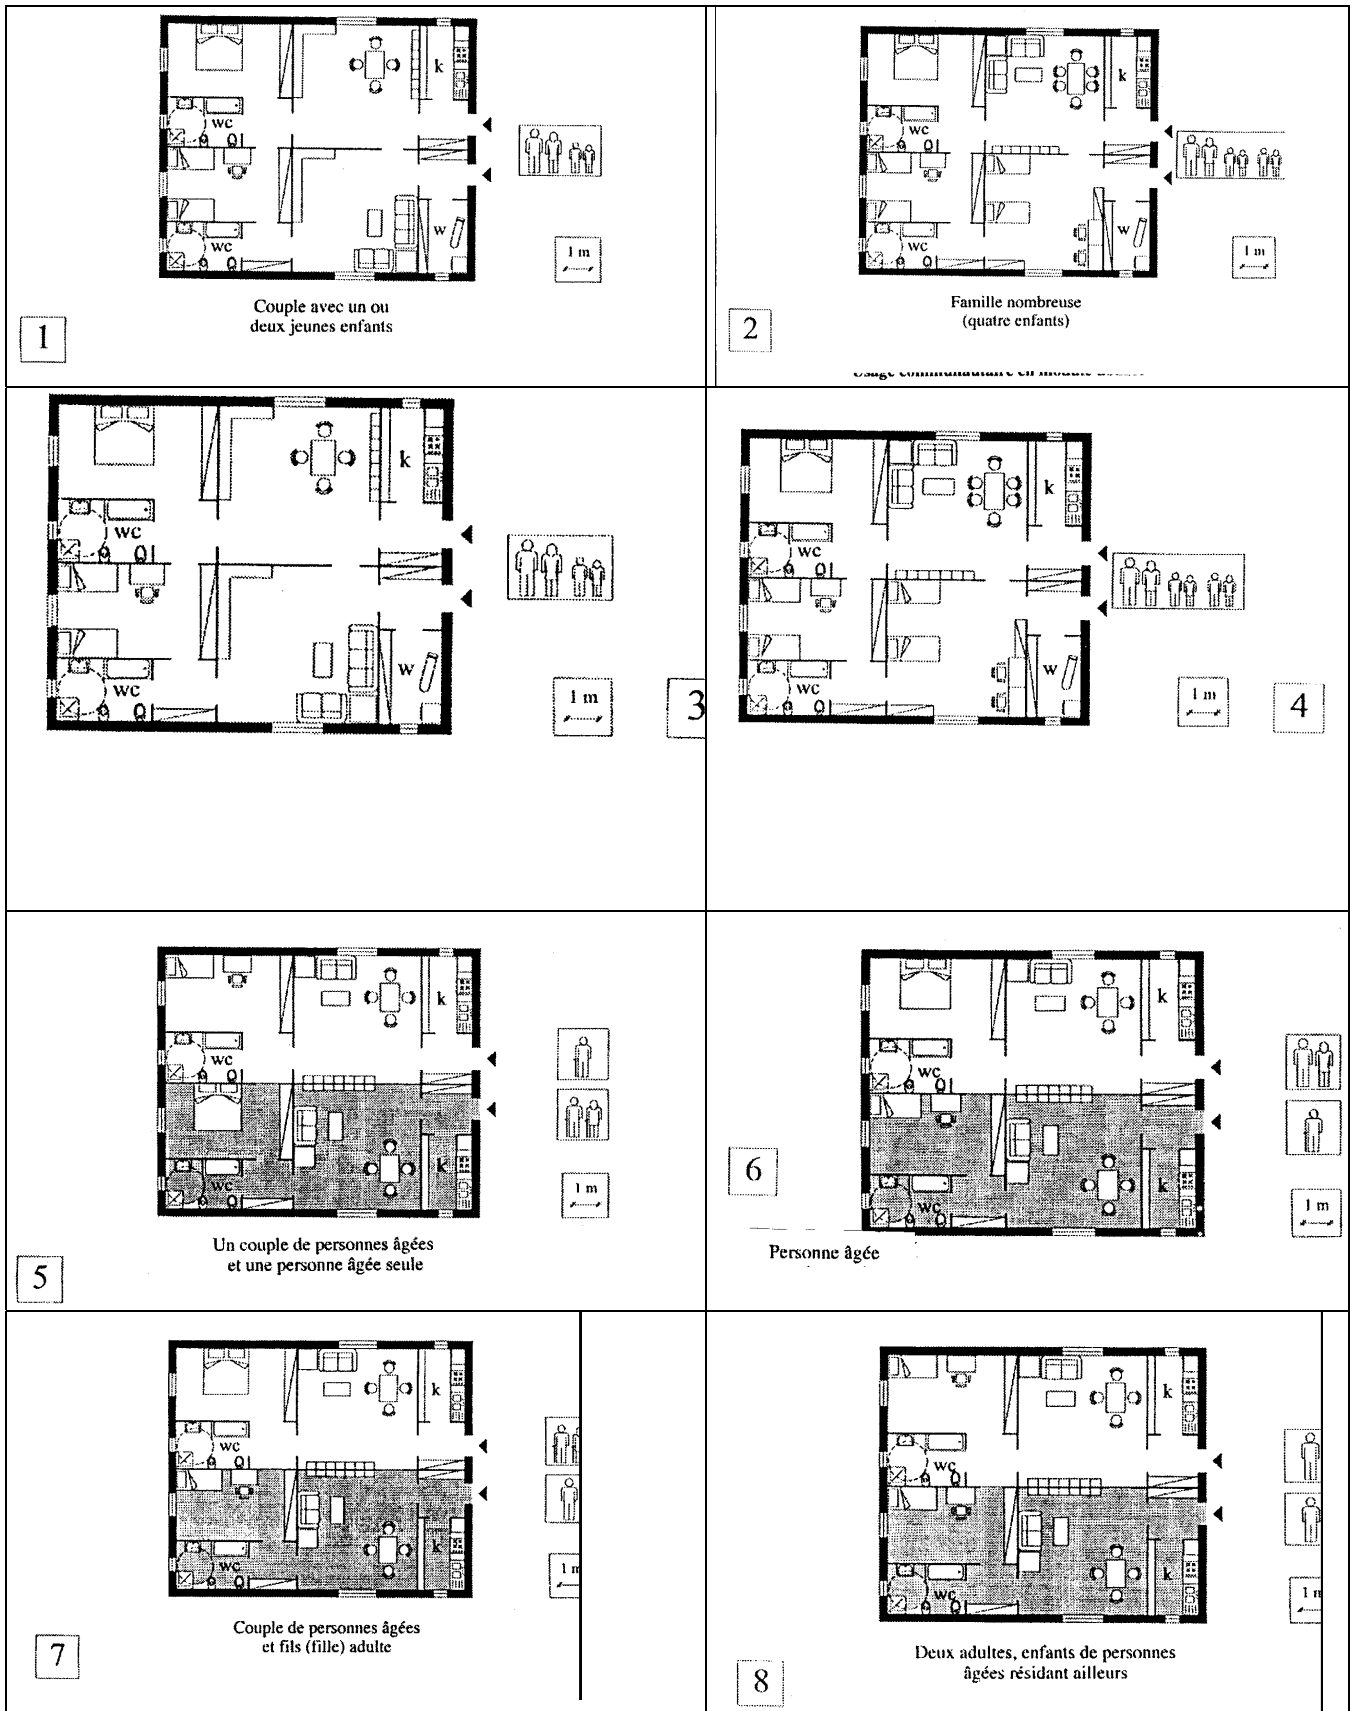 k
wc
wc
w
1 m
Couple avec un ou
deux jeunes enfants
1
k
wc
wc
w
1 m
Famille nombreuse
(quatre enfants)
2
k
wc
wc
w
1 m
3
k
wc
wc
w
1 m
4
k
wc
wc
k
1 m
Un couple de personnes âgées
et une personne âgée seule
5
k
wc
wc
k
1 m
6
Personne âgée
k
wc
wc
k
1 m
Couple de personnes âgées
et fils (fille) adulte
7
k
wc
wc
k
1 m
Deux adultes, enfants de personnes
âgées résidant ailleurs
8